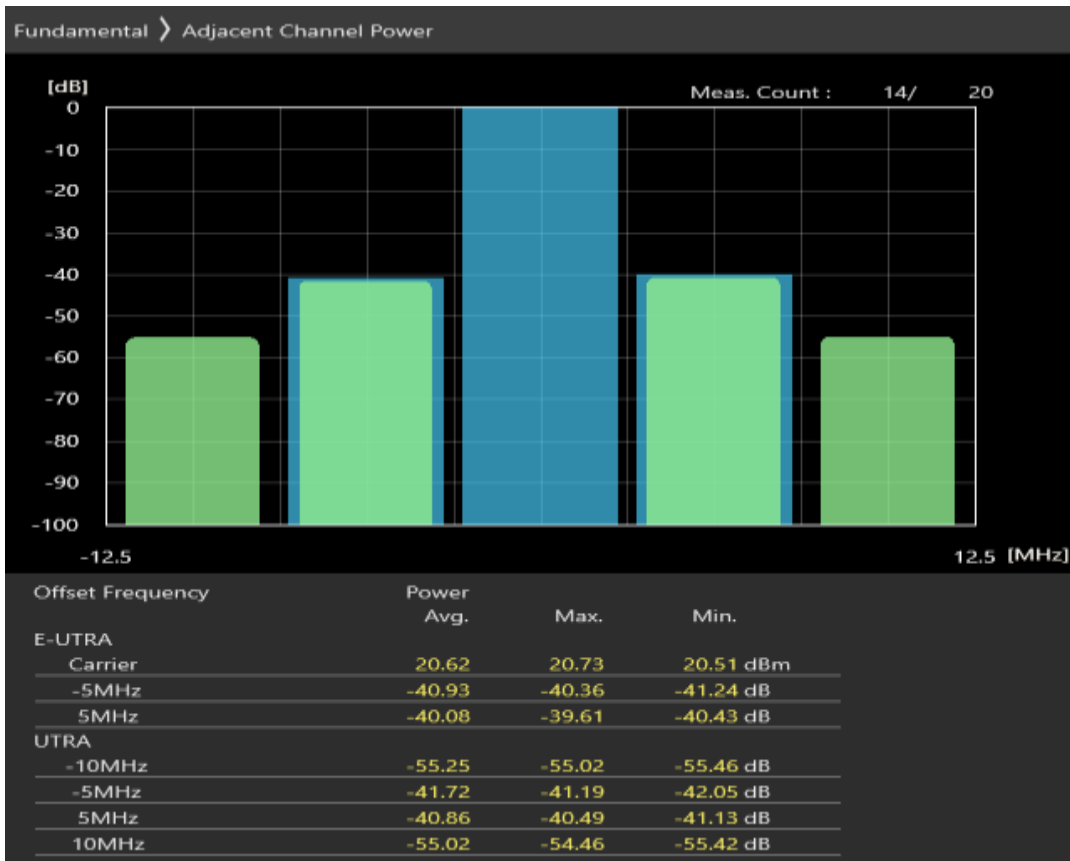 Fundamental ❭ Adjacent Channel Power
[dB]
Meas. Count : 14/ 20
0
-10
-20
-30
-40
-50
-60
-70
-80
-90
-100
-12.5 12.5 [MHz]
Offset Frequency Power
Avg. Max. Min.
E-UTRA
Carrier 20.62 20.73 20.51 dBm
-5MHz -40.93 -40.36 -41.24 dB
5MHz -40.08 -39.61 -40.43 dB
UTRA
-10MHz -55.25 -55.02 -55.46 dB
-5MHz -41.72 -41.19 -42.05 dB
5MHz -40.86 -40.49 -41.13 dB
10MHz -55.02 -54.46 -55.42 dB